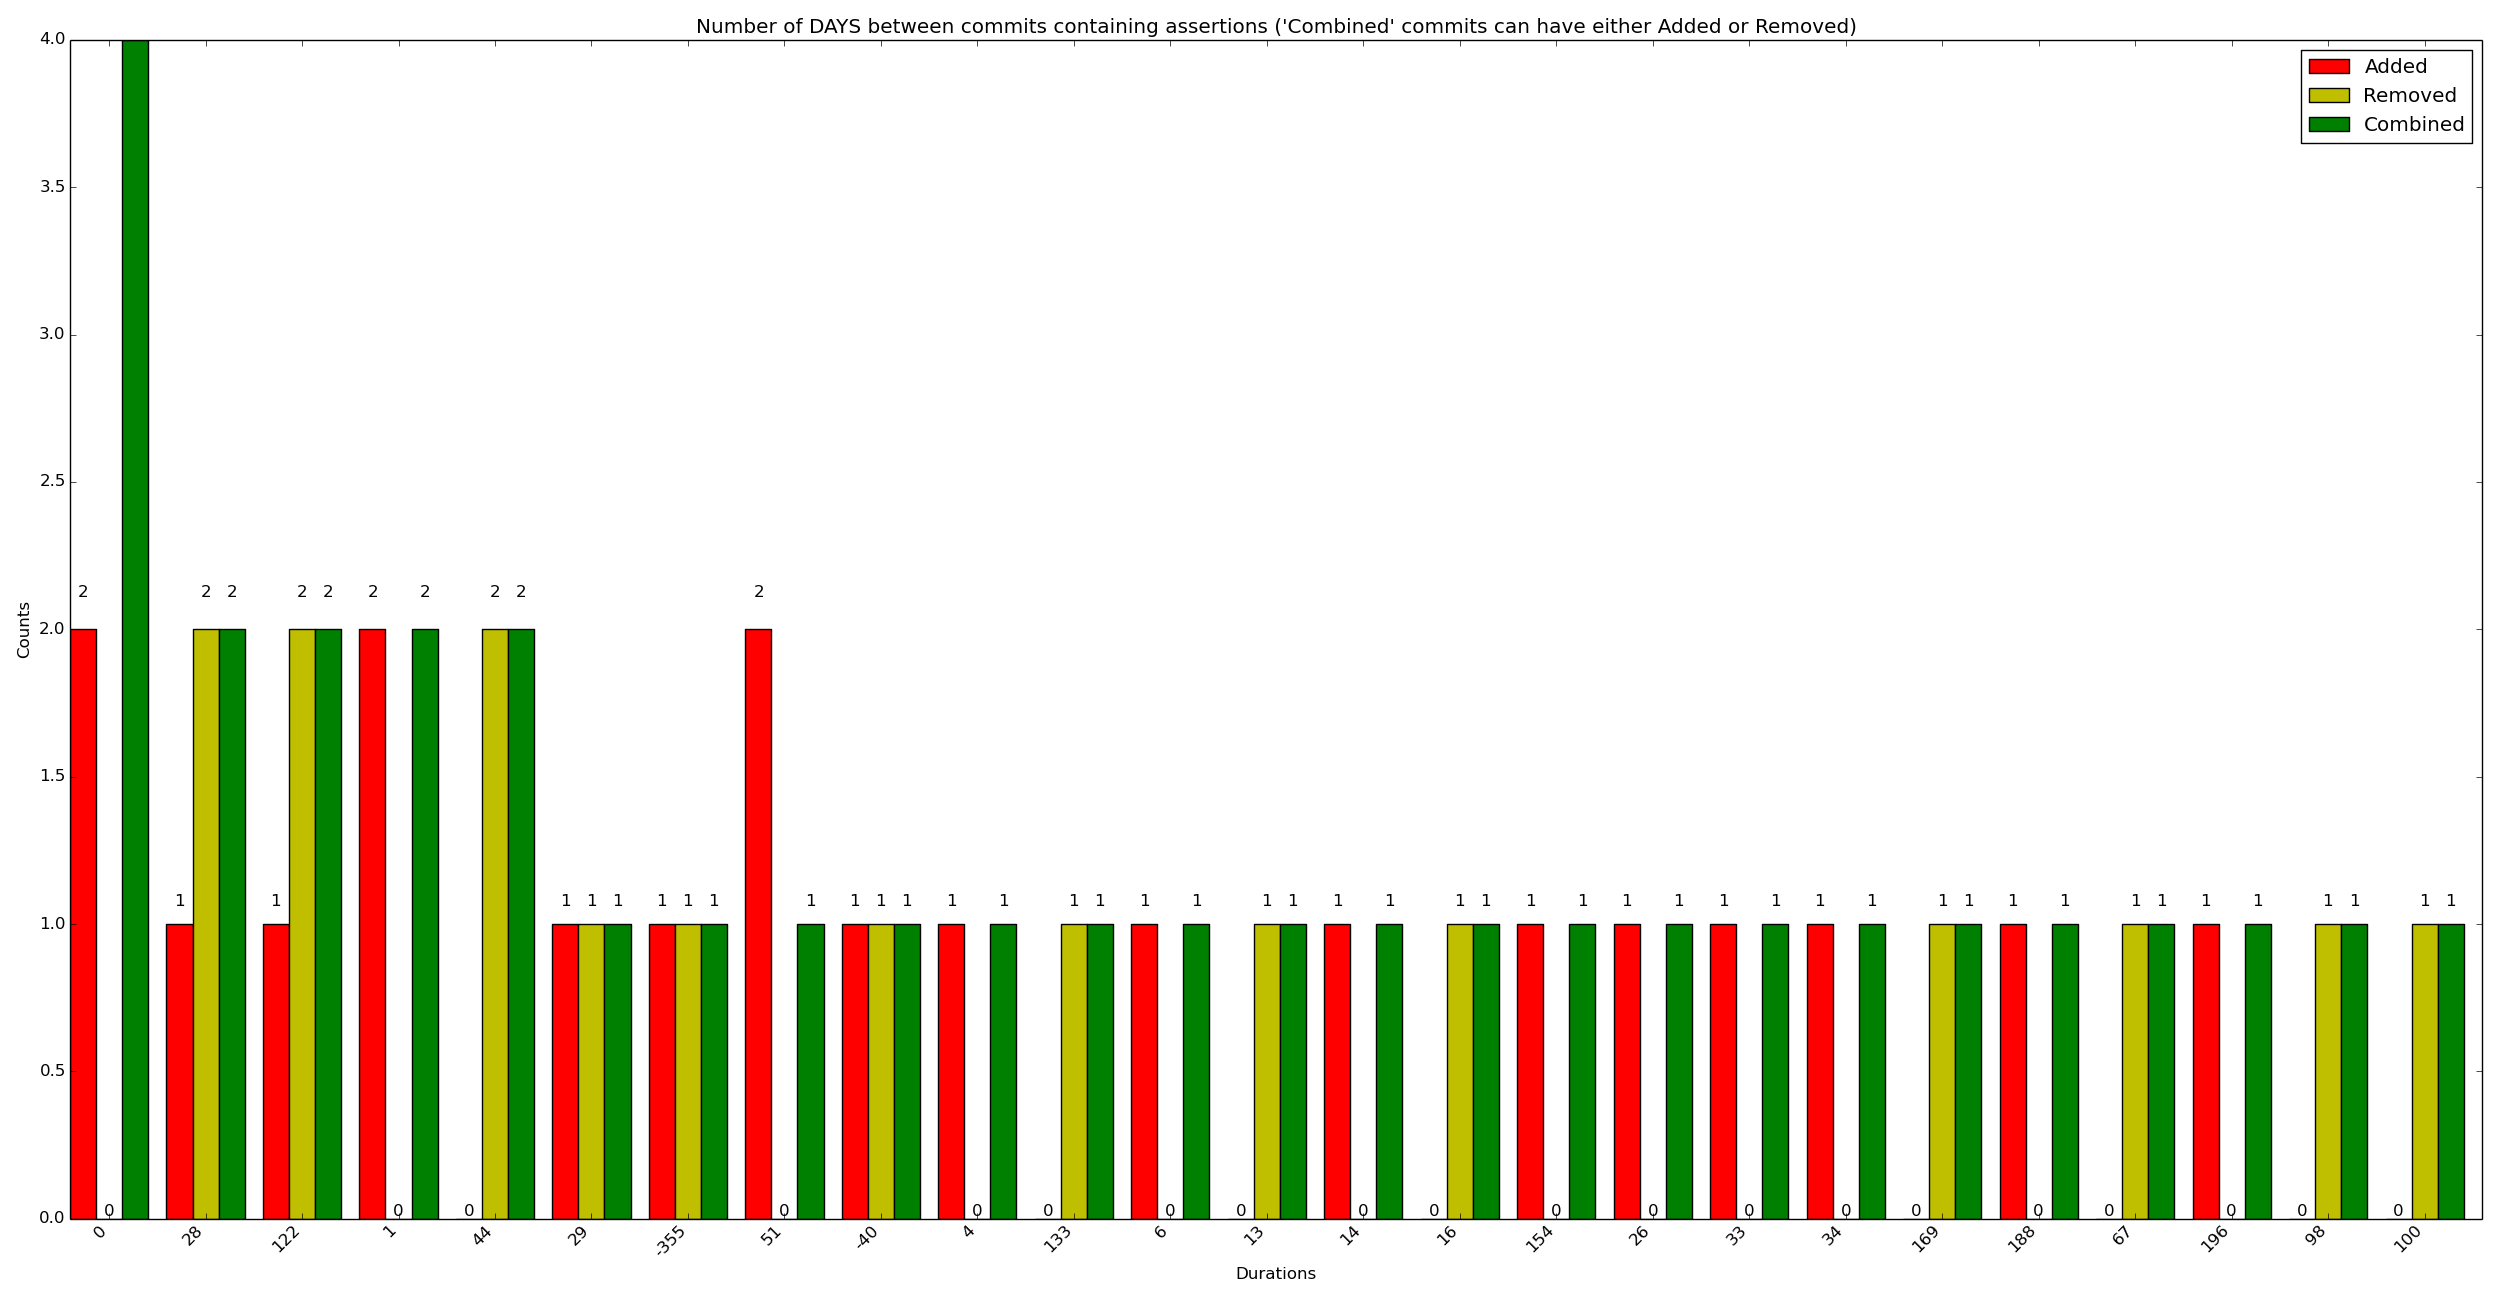 Number of DAYS between commits containing assertions ('Combined' commits can have either Added or Removed)
Added
Removed
Combined
4.0
3.5
3.0
2.5
2.0
1.5
1.0
0.5
0.0
Counts
2 2 2 2 2 2 2 2 2 2
1 1 1 1 1 1 1 1 1 1 1 1 1 1 1 1 1 1 1 1 1 1 1 1 1 1 1 1 1 1 1 1 1 1 1 1 1 1 1 1 1 1 1 1
0 0 0 0 0 0 0 0 0 0 0 0 0 0 0 0 0 0 0 0
0 28 122 1 44 29 -355 51 -40 4 133 6 13 14 16 154 26 33 34 169 188 67 196 98 100
Durations